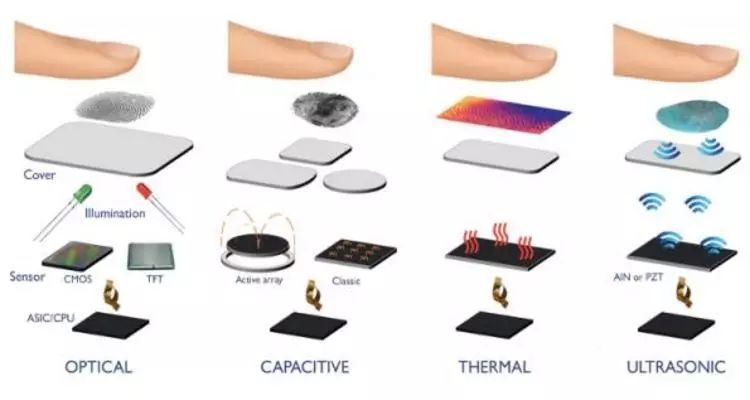 Cover
Illumination
Sensor
CMOS
TFT
Active array
Classic
AlN or PZT
ASIC/CPU
OPTICAL
CAPACITIVE
THERMAL
ULTRASONIC